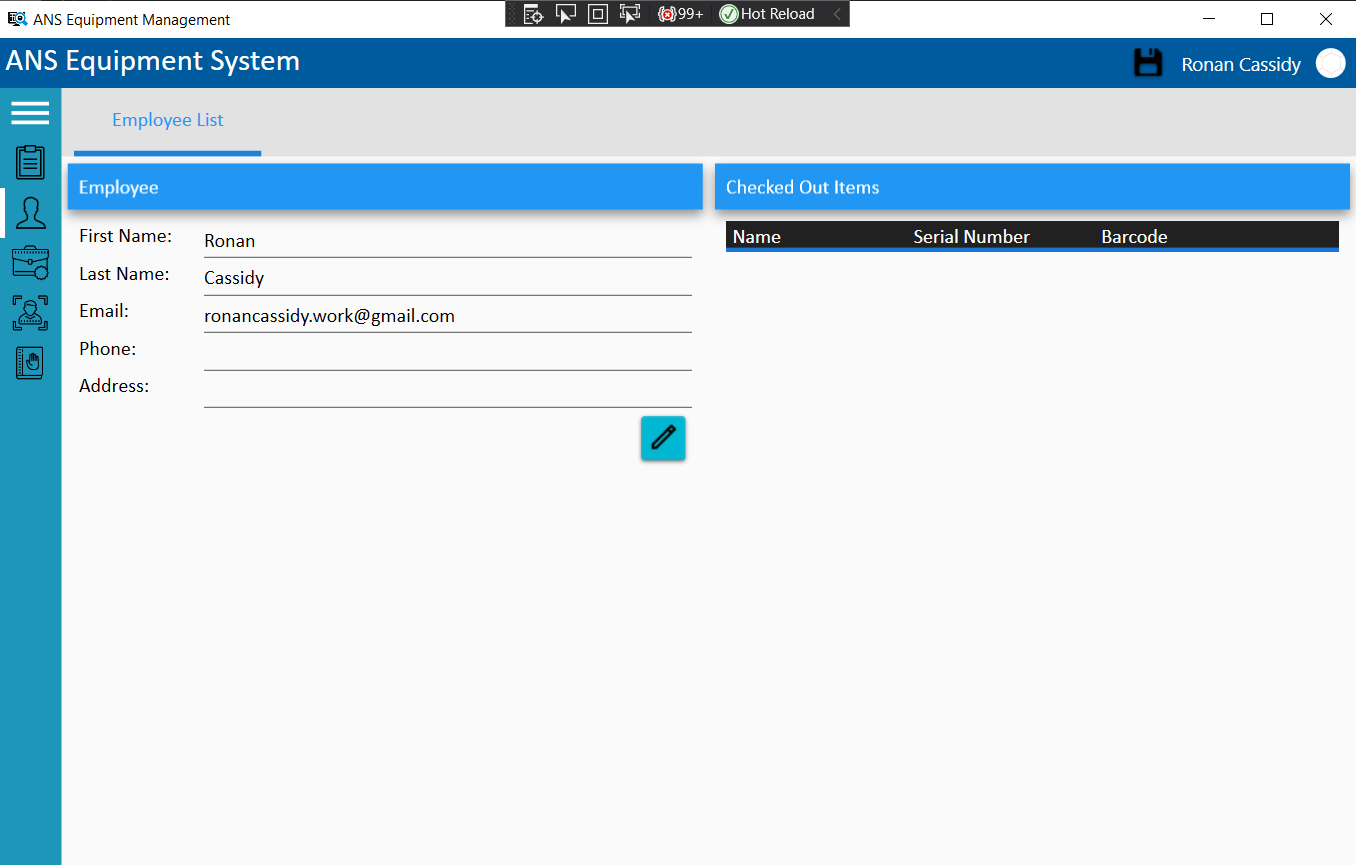 ANS Equipment Management
99+
Hot Reload
ANS Equipment System
Ronan Cassidy
Employee List
Employee
Checked Out Items
First Name: Ronan
Last Name: Cassidy
Email: ronancassidy.work@gmail.com
Phone:
Address:
Name Serial Number Barcode